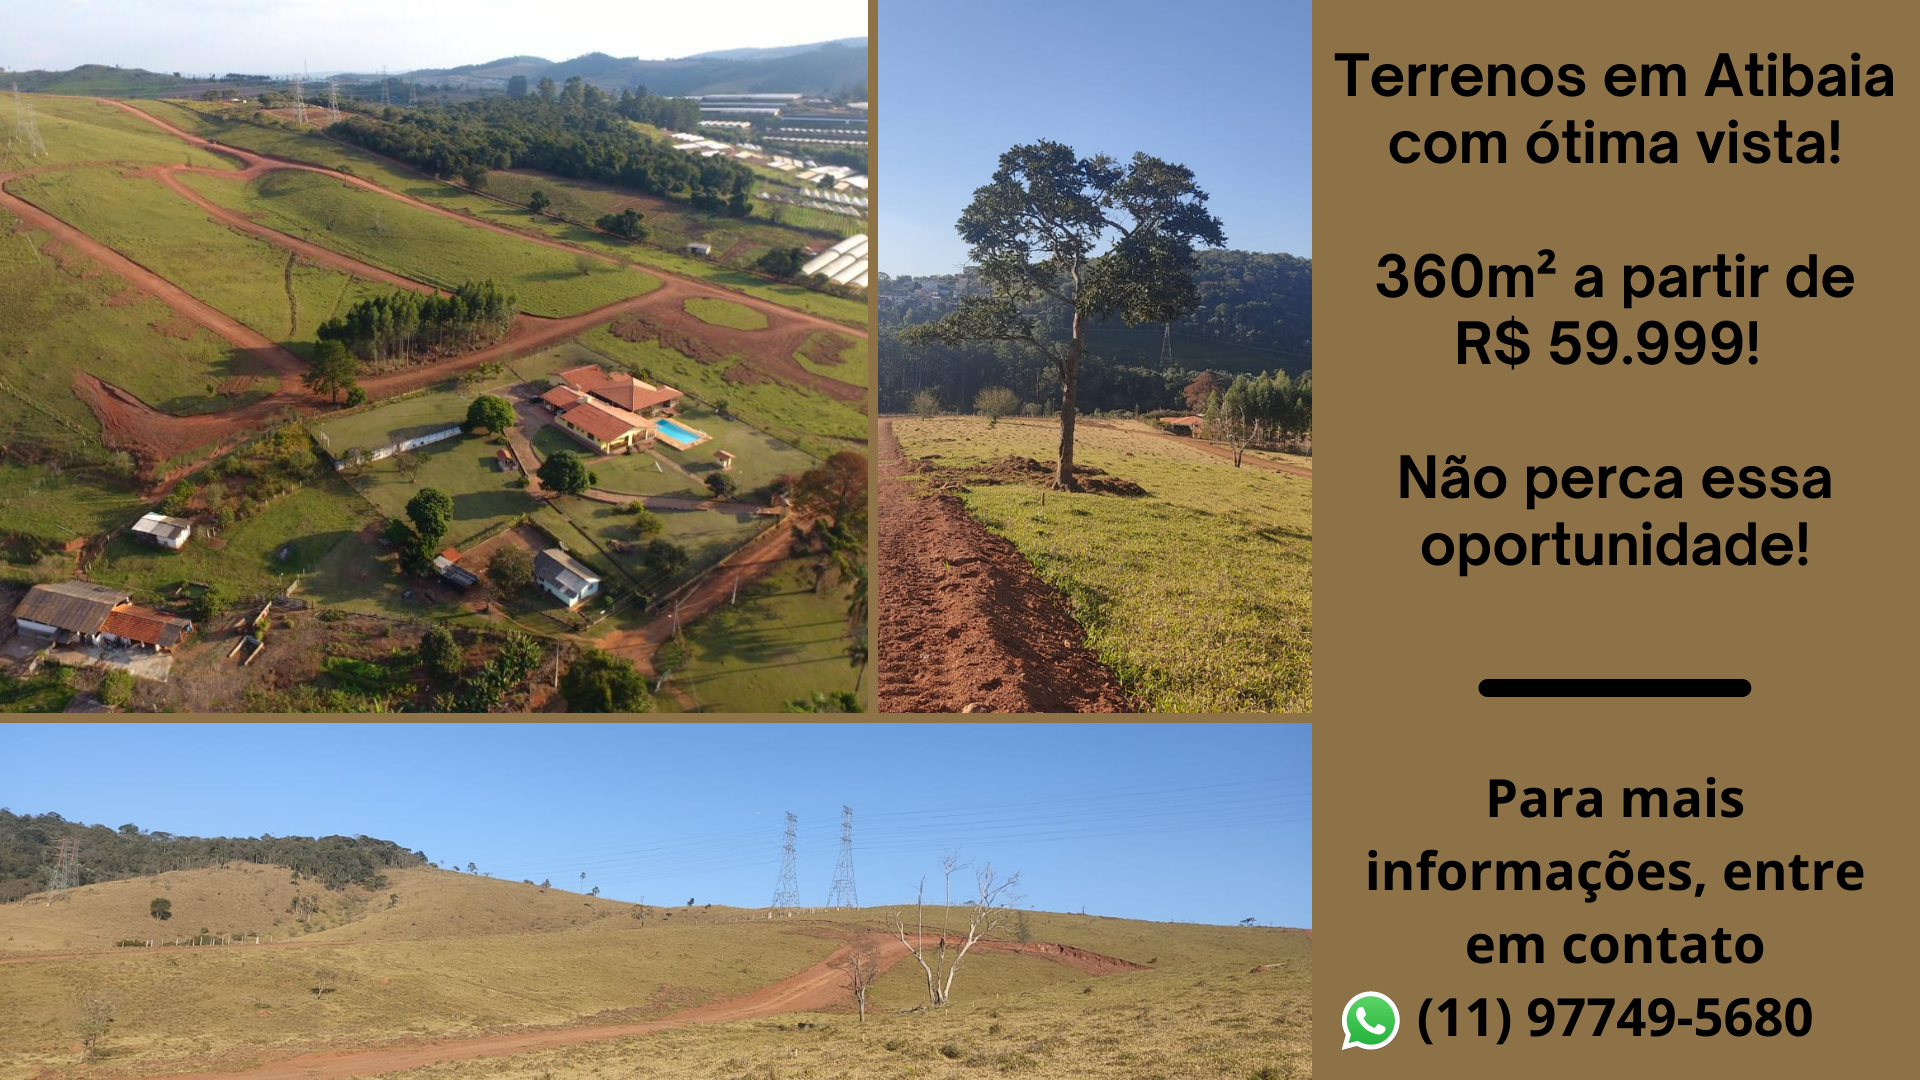 Terrenos em Atibaia
com ótima vista!
360m² a partir de
R$ 59.999!
Não perca essa
oportunidade!
Para mais
informações, entre
em contato
(11) 97749-5680